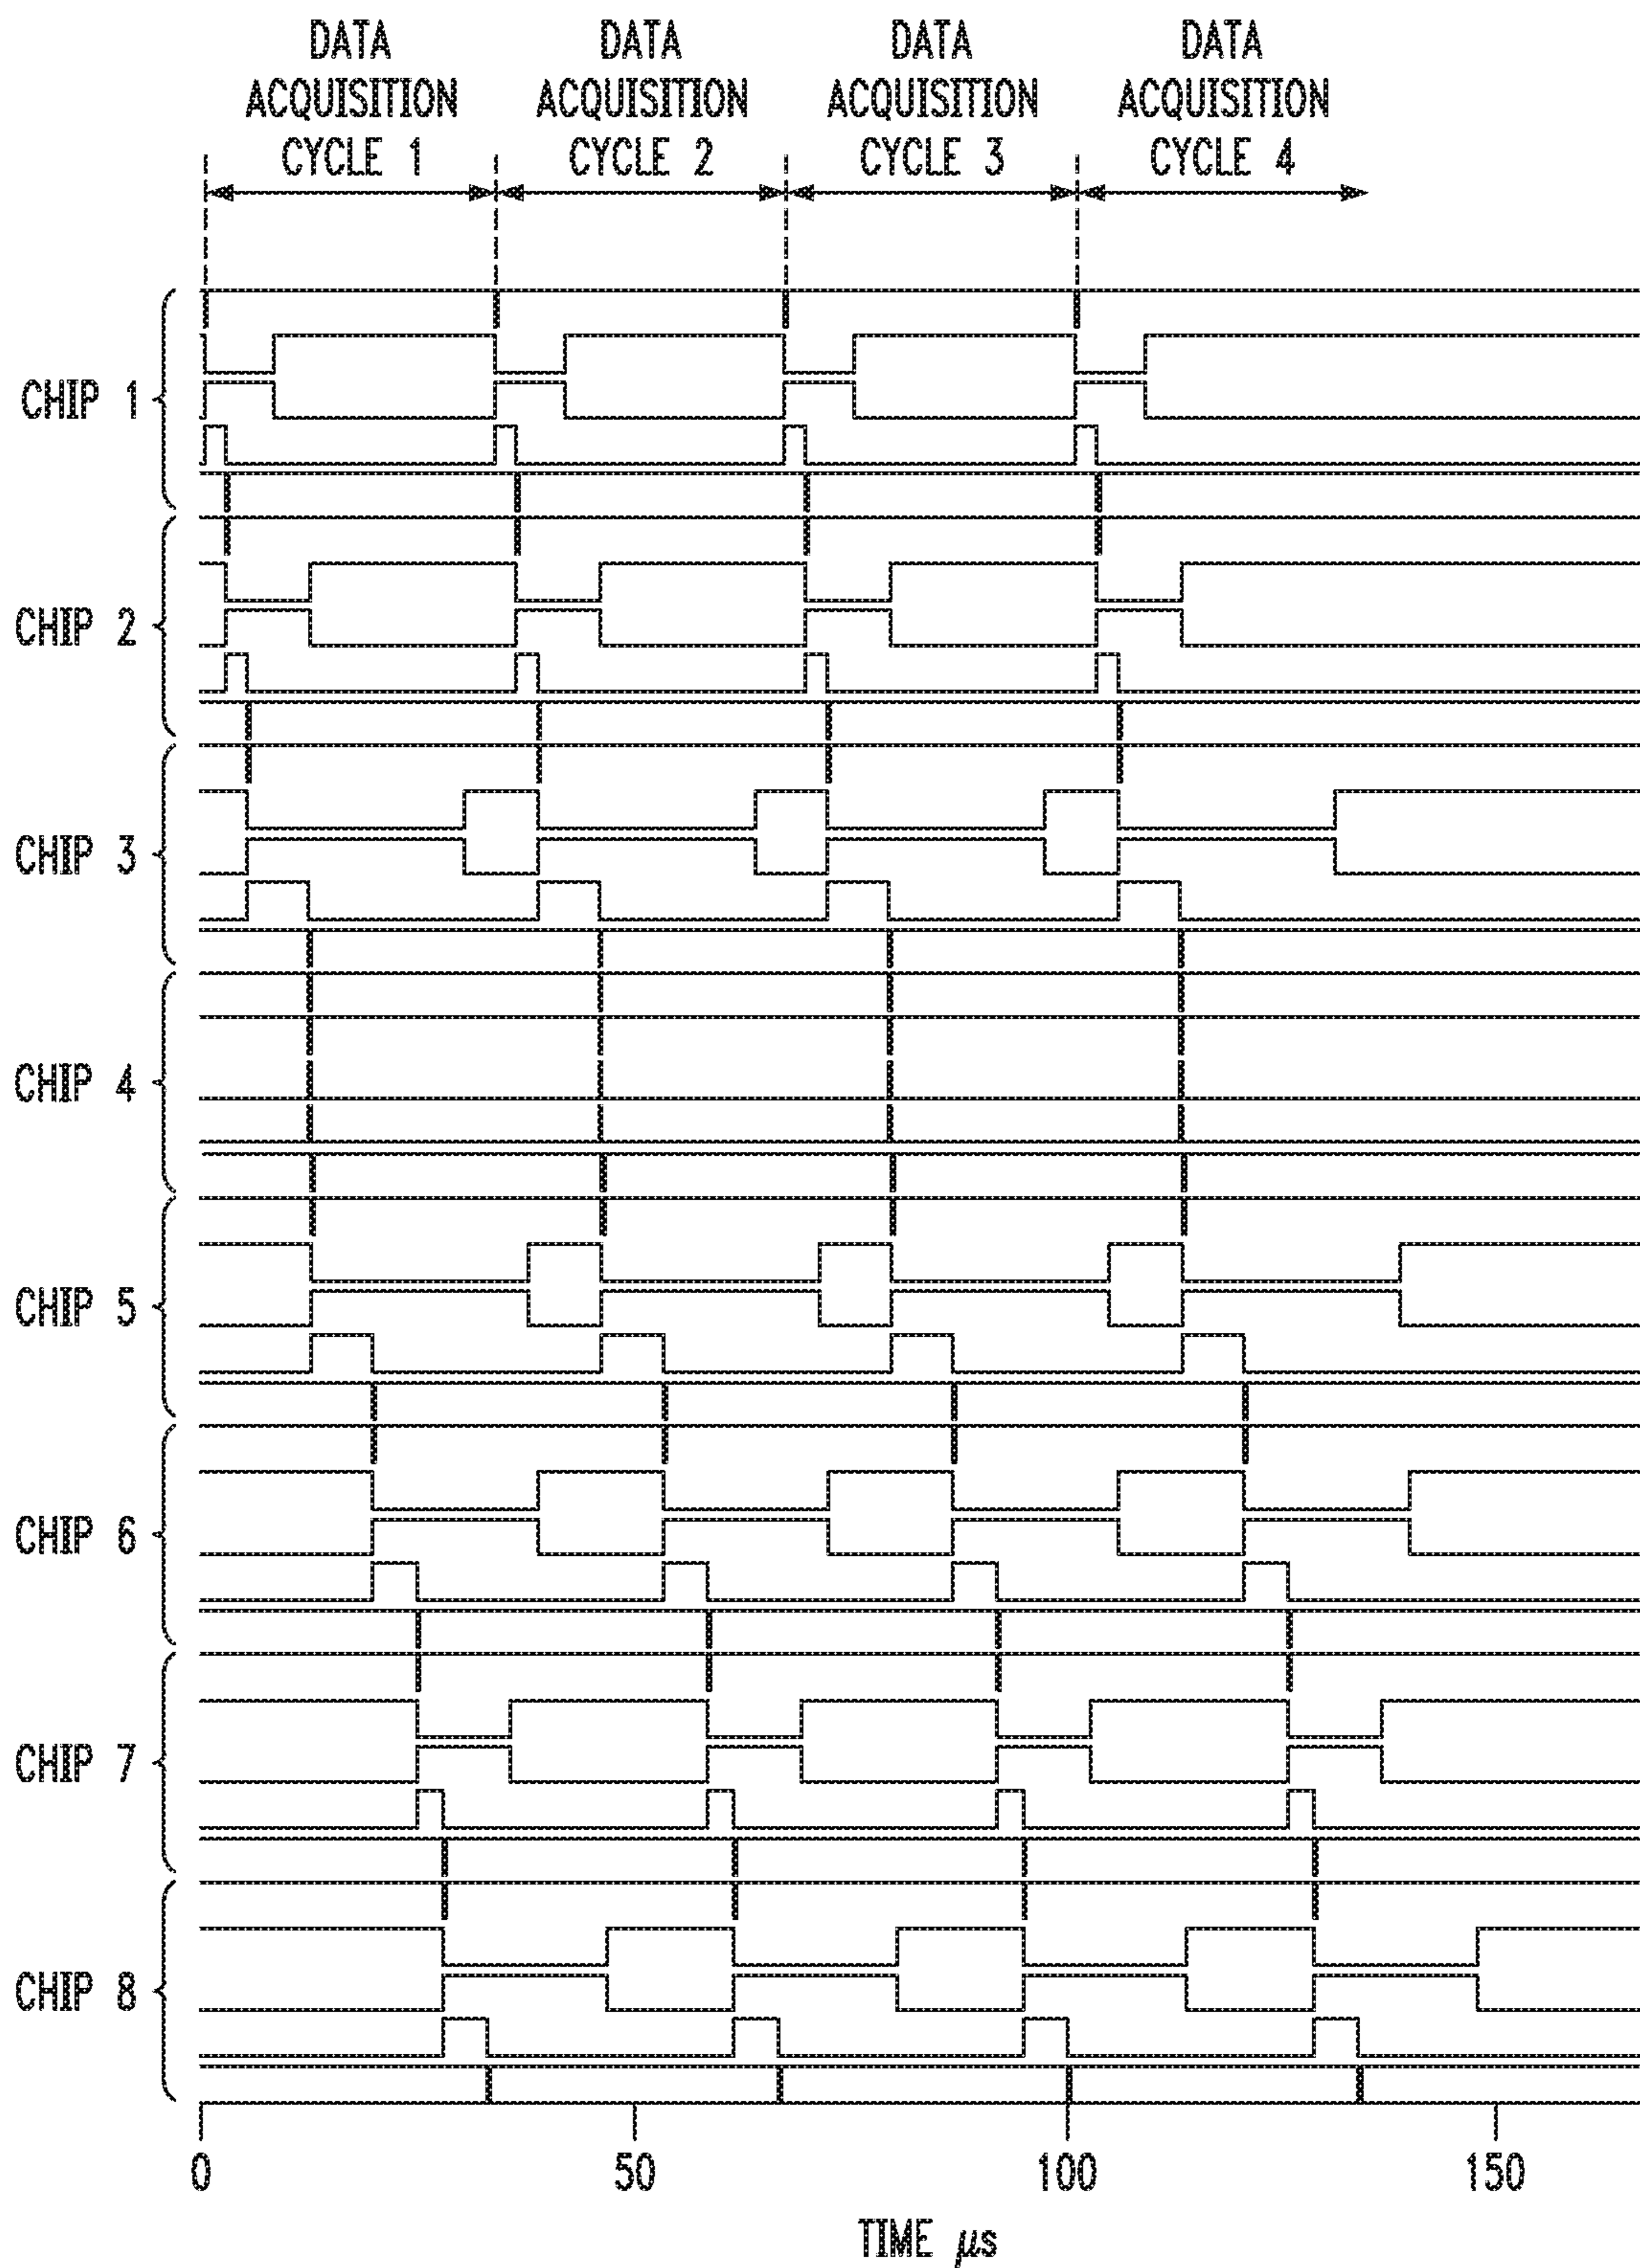 DATA DATA DATA DATA
ACQUISITION ACQUISITION ACQUISITION ACQUISITION
CYCLE 1 CYCLE 2 CYCLE 3 CYCLE 4
CHIP 1
CHIP 2
CHIP 3
CHIP 4
CHIP 5
CHIP 6
CHIP 7
CHIP 8
0 50 100 150
TIME μs